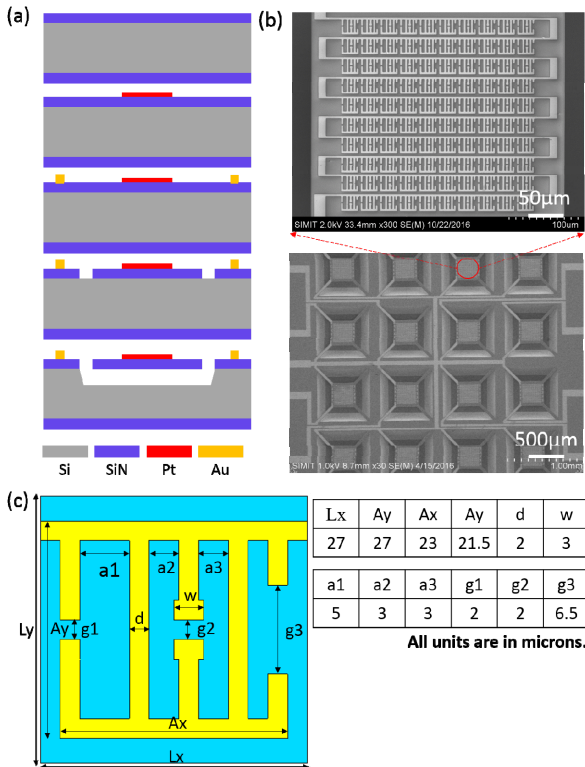 (a)
(b)
50µm
SIMIT 2.0kV 33.4mm x300 SE(M) 10/22/2016
100um
500µm
SIMIT 1.0kV 8.7mm x30 SE(M) 4/15/2016
1.00mm
Si SiN Pt Au
(c)
a1 a2 a3
w
Ly Ay g1 d g2 g3
Ax
Lx
Lx Ay Ax Ay d w
27 27 23 21.5 2 3
a1 a2 a3 g1 g2 g3
5 3 3 2 2 6.5
All units are in microns.